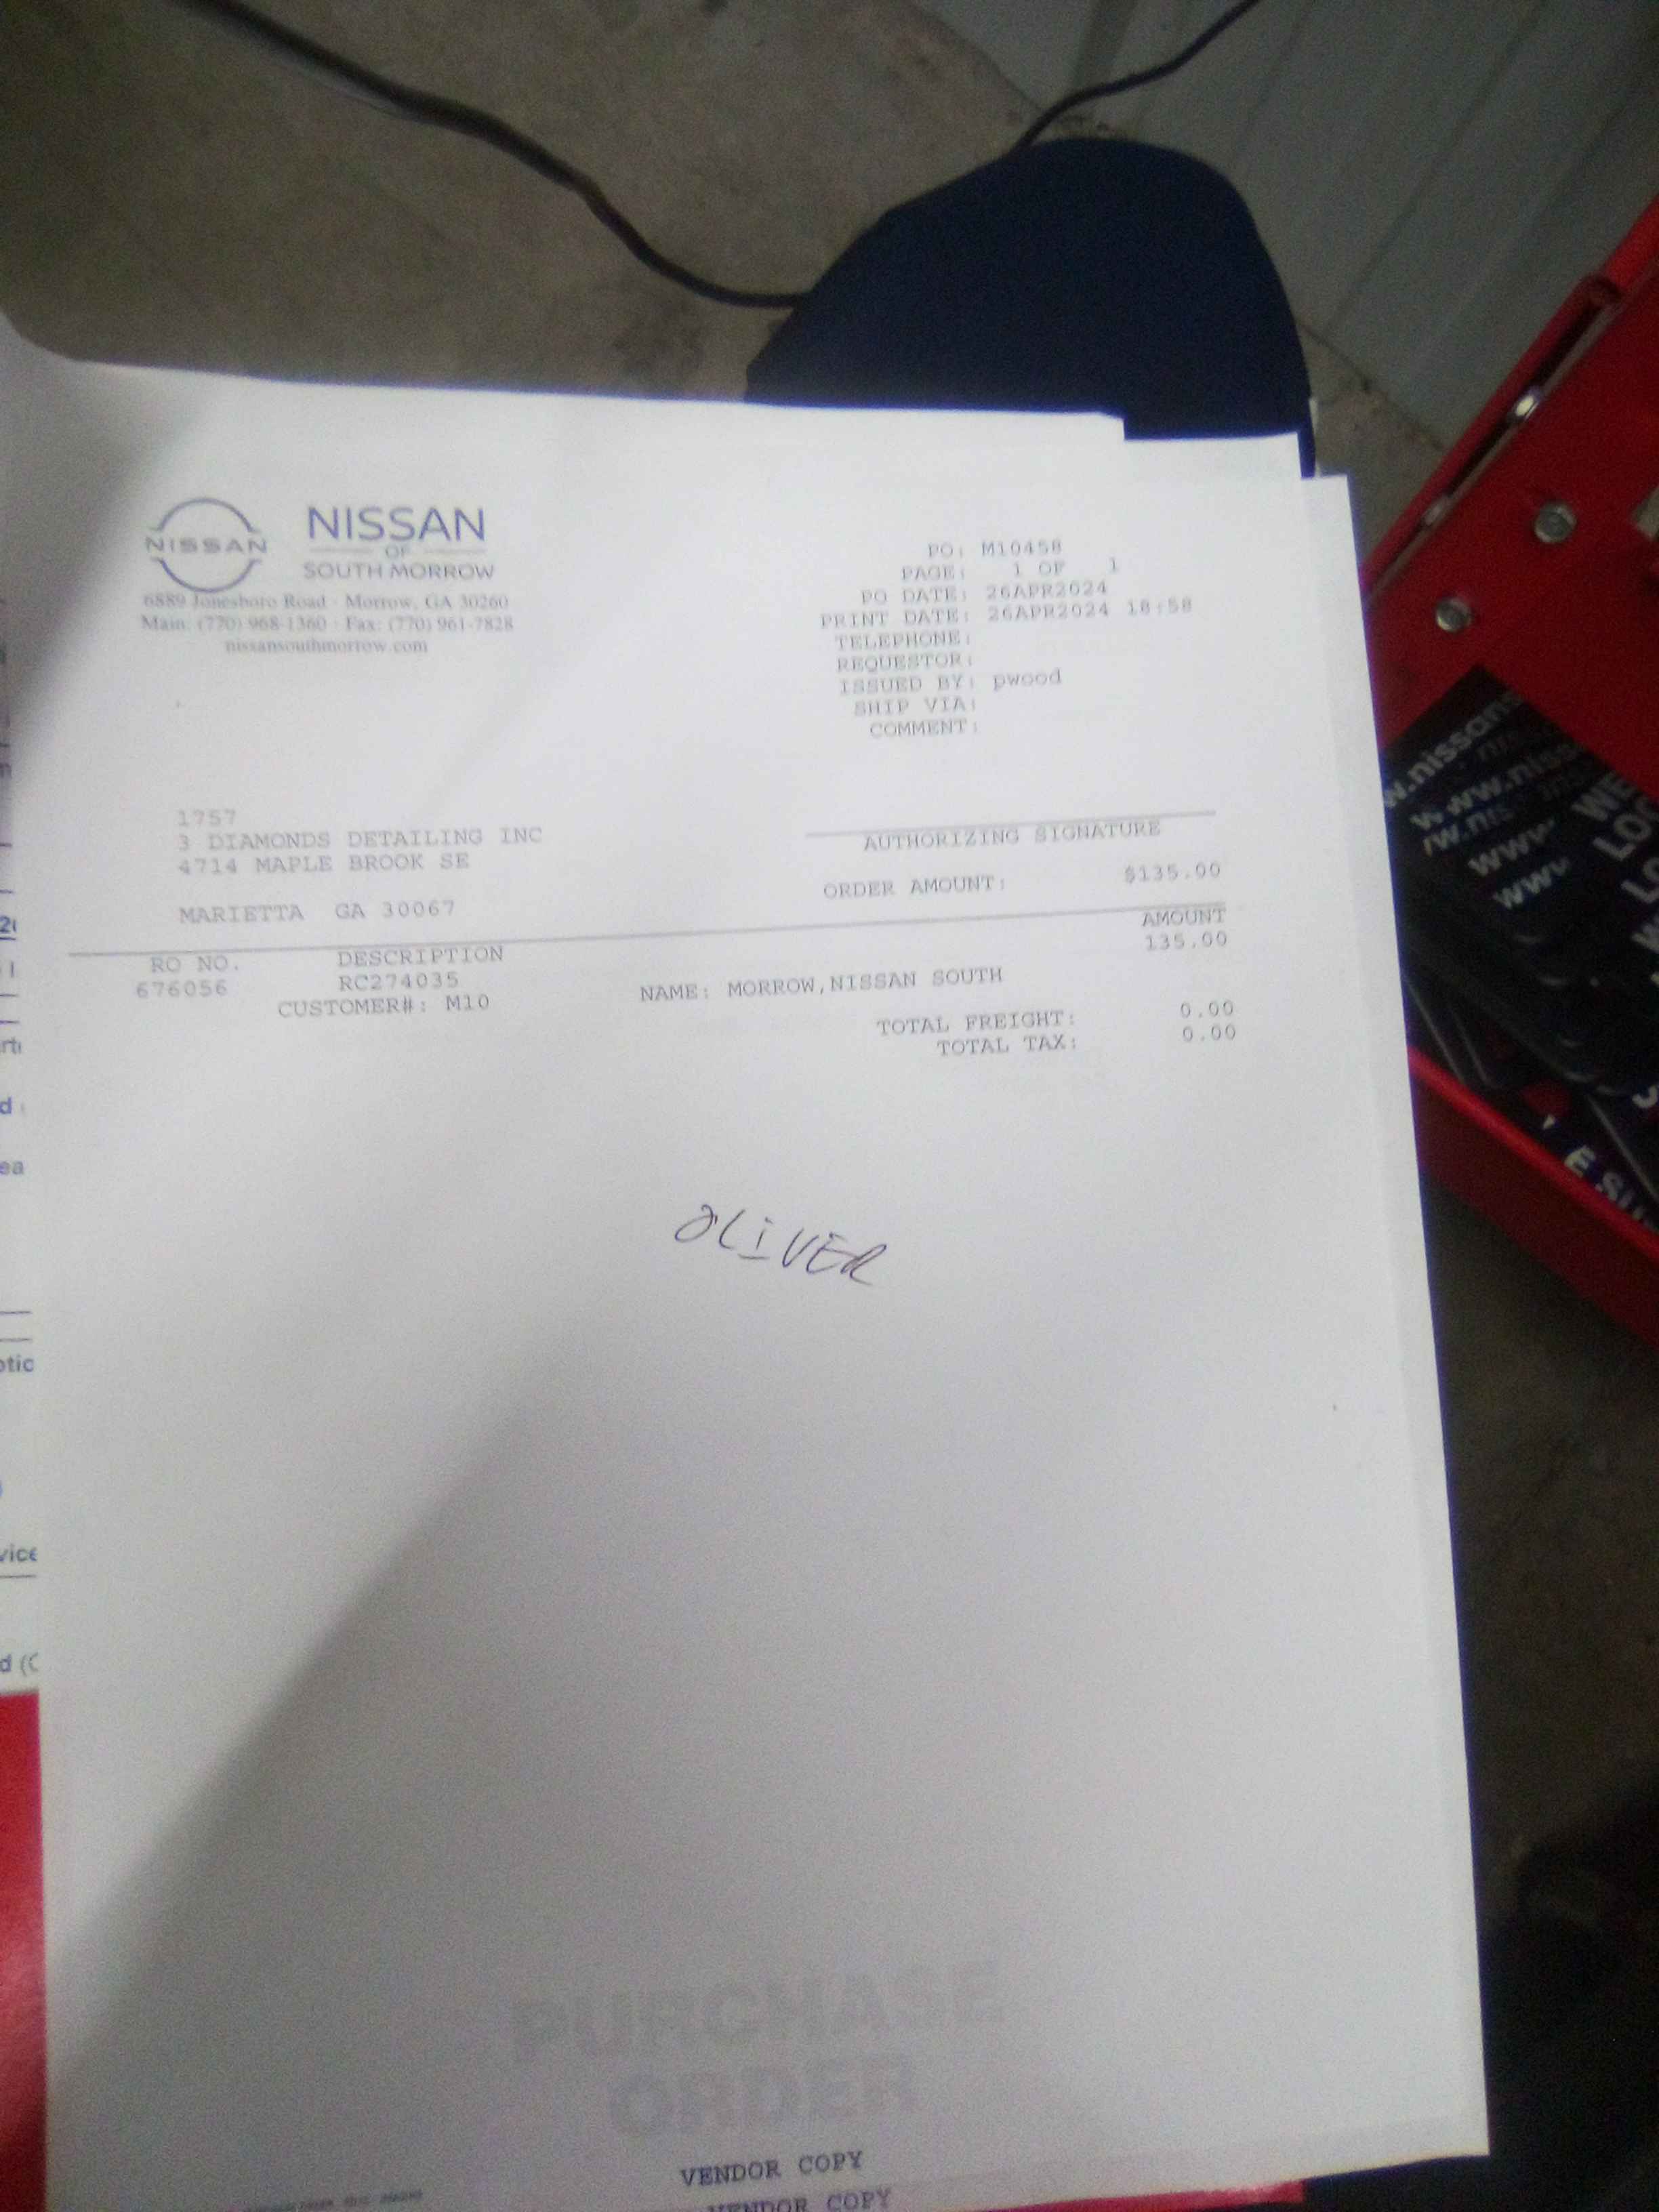 NISSAN
NISSAN
OF
SOUTH MORROW
6889 Jonesboro Road · Morrow, GA 30260
Main: (770) 968-1360 · Fax: (770) 961-7828
nissansouthmorrow.com
PO: M10458
PAGE: 1 OF 1
PO DATE: 26APR2024
PRINT DATE: 26APR2024 18:58
TELEPHONE:
REQUESTOR:
ISSUED BY: pwood
SHIP VIA:
COMMENT:
1757
3 DIAMONDS DETAILING INC
4714 MAPLE BROOK SE
MARIETTA GA 30067
AUTHORIZING SIGNATURE
ORDER AMOUNT: $135.00
RO NO. DESCRIPTION AMOUNT
676056 RC274035 135.00
CUSTOMER#: M10 NAME: MORROW,NISSAN SOUTH
TOTAL FREIGHT: 0.00
TOTAL TAX: 0.00
OLiVER
PURCHASE
ORDER
VENDOR COPY
VENDOR COPY